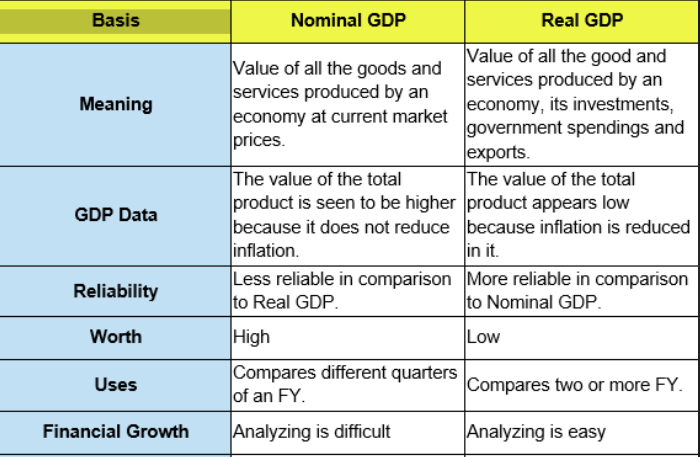 Basis Nominal GDP Real GDP
Meaning
Value of all the goods and
services produced by an
economy at current market
prices.
Value of all the good and
services produced by an
economy, its investments,
government spendings and
exports.
GDP Data
The value of the total
product is seen to be higher
because it does not reduce
inflation.
The value of the total
product appears low
because inflation is reduced
in it.
Reliability
Less reliable in comparison
to Real GDP.
More reliable in comparison
to Nominal GDP.
Worth High Low
Uses
Compares different quarters
of an FY.
Compares two or more FY.
Financial Growth Analyzing is difficult Analyzing is easy